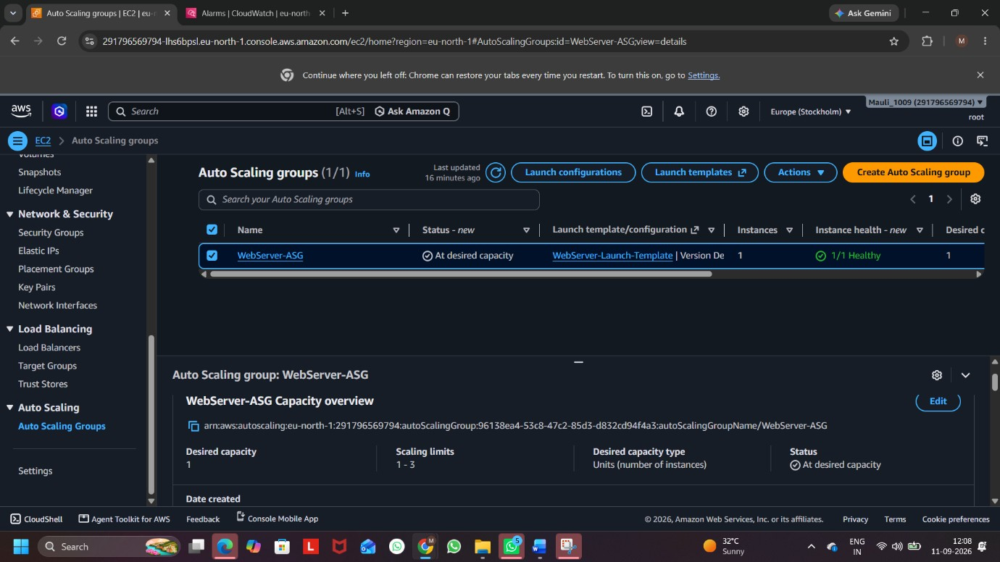 Auto Scaling groups | EC2 | eu-n
Alarms | CloudWatch | eu-north
Ask Gemini
291796569794-lhs6bpsl.eu-north-1.console.aws.amazon.com/ec2/home?region=eu-north-1#AutoScalingGroups:id=WebServer-ASG;view=details
M
Continue where you left off: Chrome can restore your tabs every time you restart. To turn this on, go to Settings.
aws
Search
[Alt+S]
Ask Amazon Q
Europe (Stockholm)
Mauli_1009 (291796569794)
root
EC2
Auto Scaling groups
Volumes
Snapshots
Lifecycle Manager
Network & Security
Security Groups
Elastic IPs
Placement Groups
Key Pairs
Network Interfaces
Load Balancing
Load Balancers
Target Groups
Trust Stores
Auto Scaling
Auto Scaling Groups
Settings
Auto Scaling groups (1/1) Info
Last updated
16 minutes ago
Launch configurations
Launch templates
Actions
Create Auto Scaling group
Search your Auto Scaling groups
1
Name
Status - new
Launch template/configuration
Instances
Instance health - new
Desired c
WebServer-ASG
At desired capacity
WebServer-Launch-Template | Version De
1
1/1 Healthy
1
Auto Scaling group: WebServer-ASG
WebServer-ASG Capacity overview
Edit
arn:aws:autoscaling:eu-north-1:291796569794:autoScalingGroup:96138ea4-53c8-47c2-85d3-d832cd94f4a3:autoScalingGroupName/WebServer-ASG
Desired capacity
1
Scaling limits
1 - 3
Desired capacity type
Units (number of instances)
Status
At desired capacity
Date created
CloudShell
Agent Toolkit for AWS
Feedback
Console Mobile App
© 2026, Amazon Web Services, Inc. or its affiliates.
Privacy
Terms
Cookie preferences
Search
L
M
5
32°C
Sunny
ENG
IN
12:08
11-09-2026